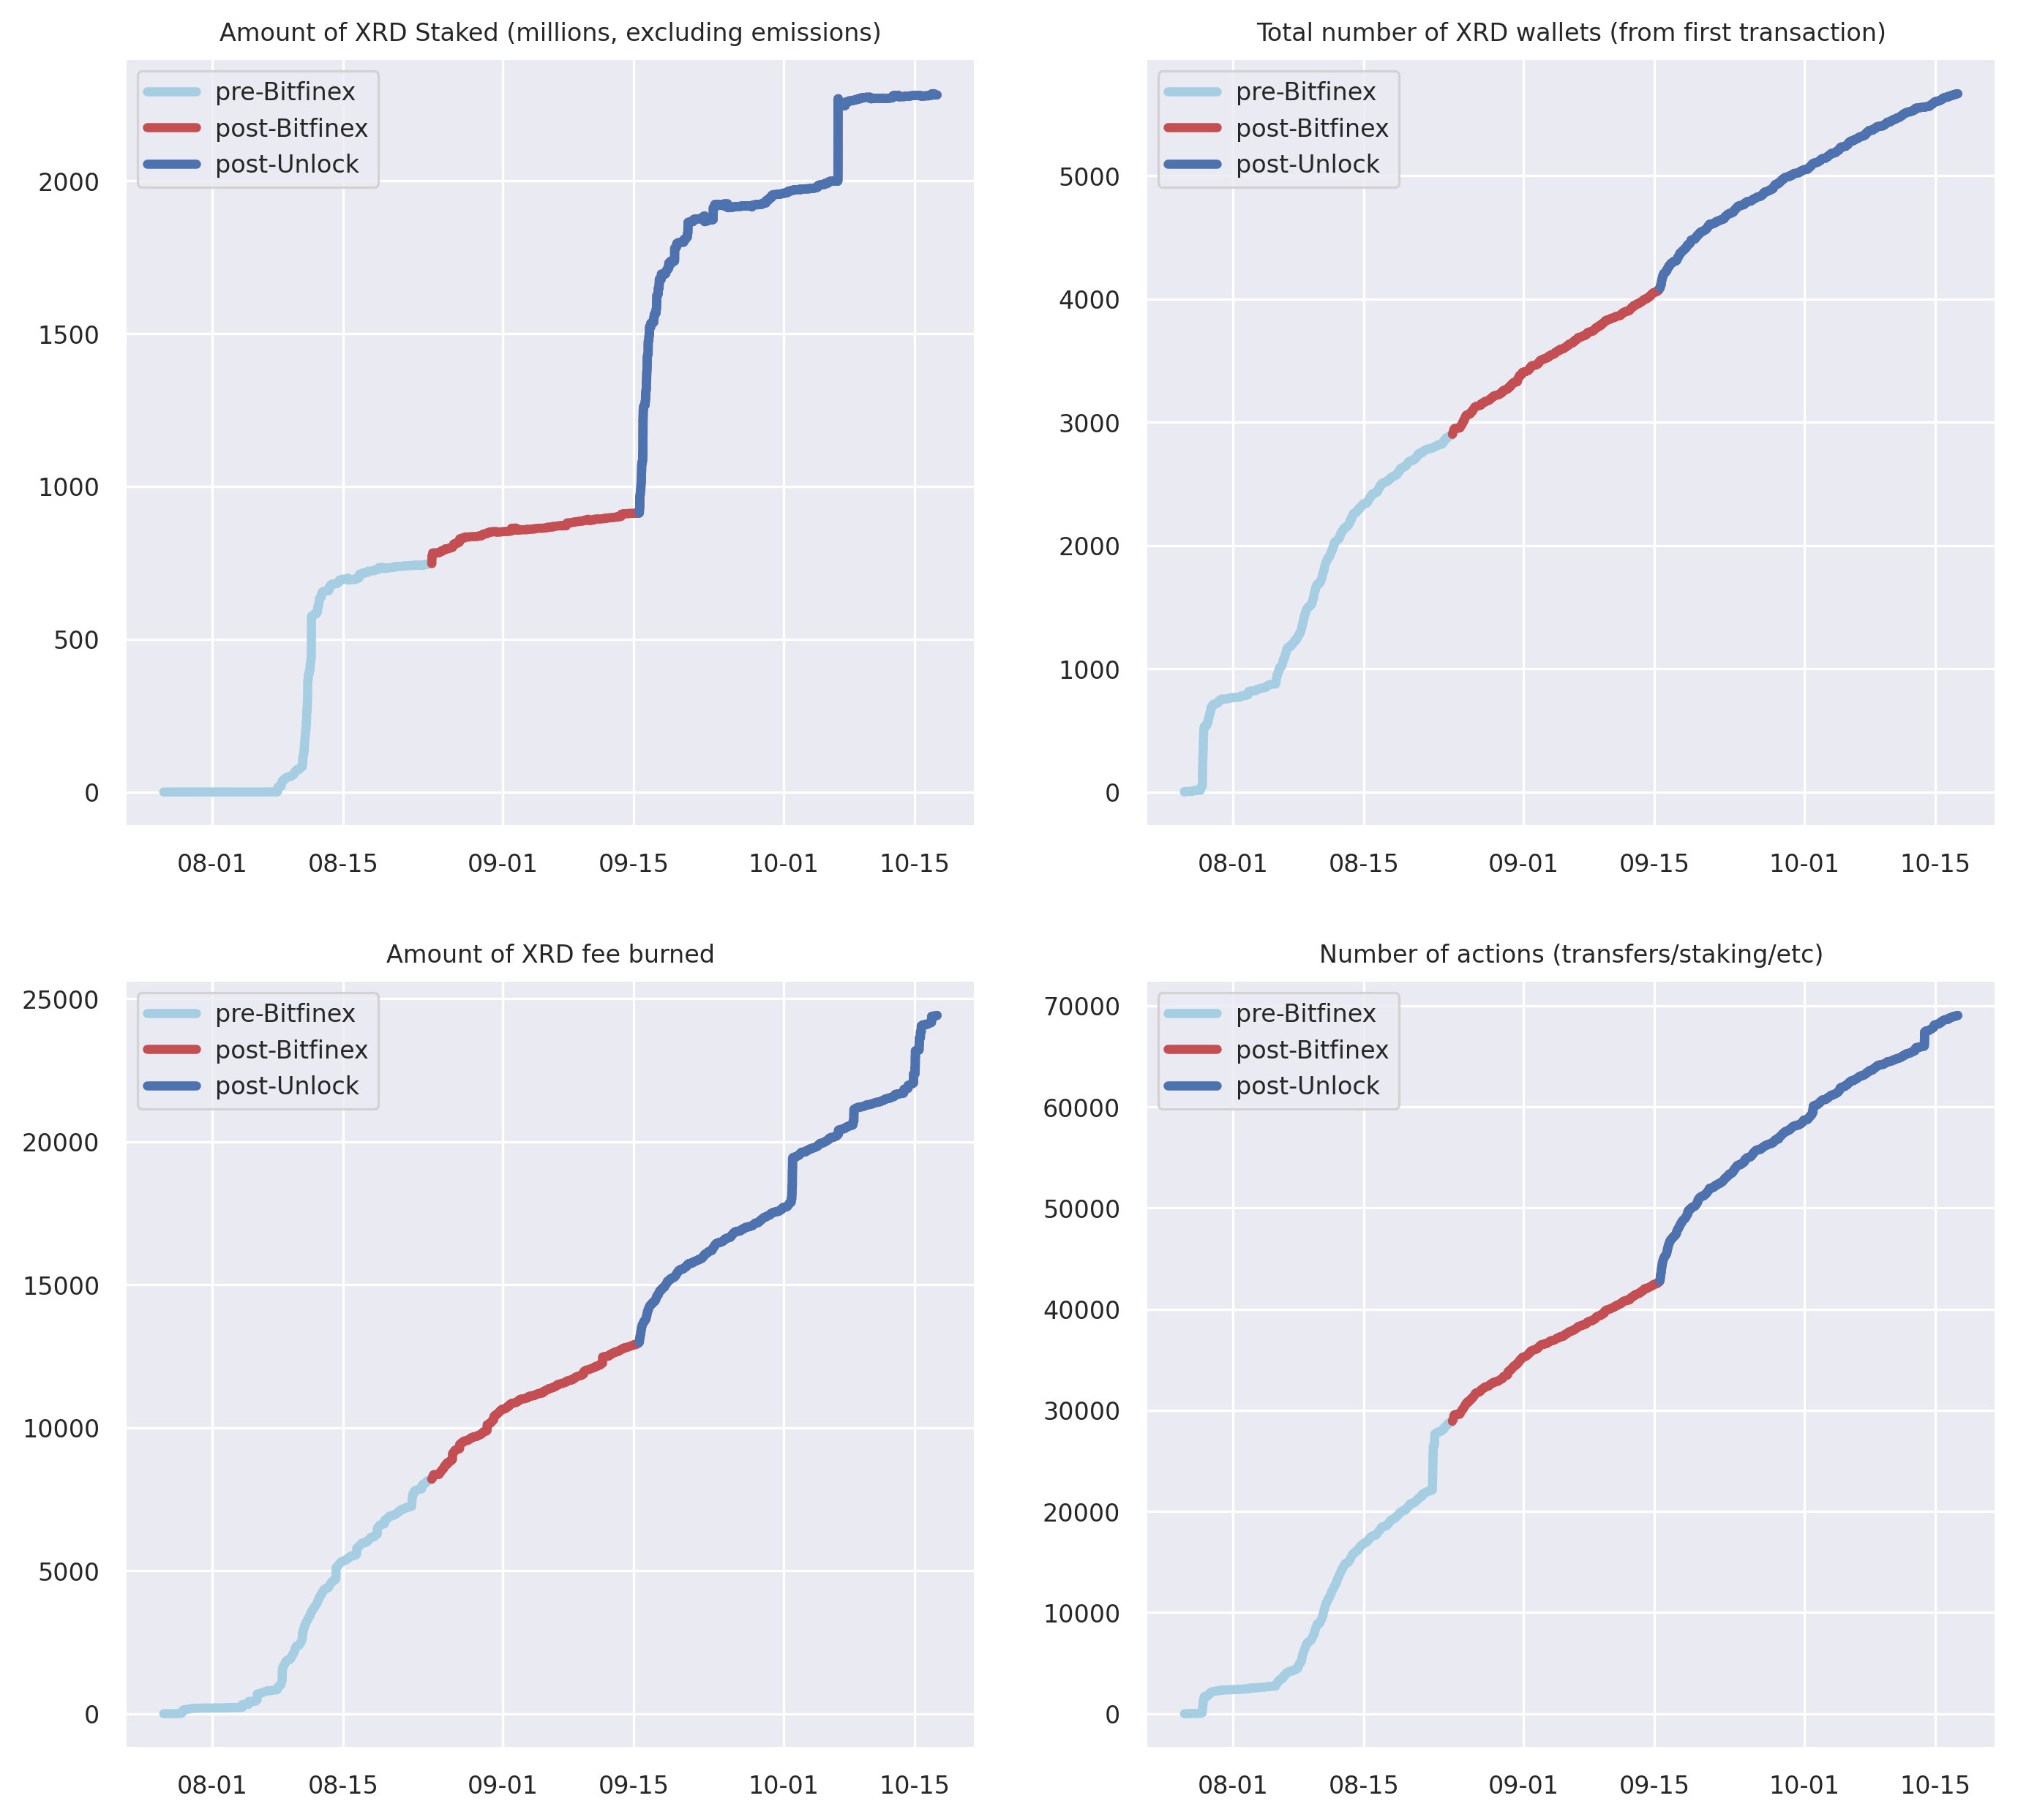 Amount of XRD Staked (millions, excluding emissions)
pre-Bitfinex
post-Bitfinex
post-Unlock
2000
1500
1000
500
0
08-01 08-15 09-01 09-15 10-01 10-15
Total number of XRD wallets (from first transaction)
pre-Bitfinex
post-Bitfinex
post-Unlock
5000
4000
3000
2000
1000
0
08-01 08-15 09-01 09-15 10-01 10-15
Amount of XRD fee burned
25000
pre-Bitfinex
post-Bitfinex
post-Unlock
20000
15000
10000
5000
0
08-01 08-15 09-01 09-15 10-01 10-15
Number of actions (transfers/staking/etc)
70000
pre-Bitfinex
post-Bitfinex
post-Unlock
60000
50000
40000
30000
20000
10000
0
08-01 08-15 09-01 09-15 10-01 10-15